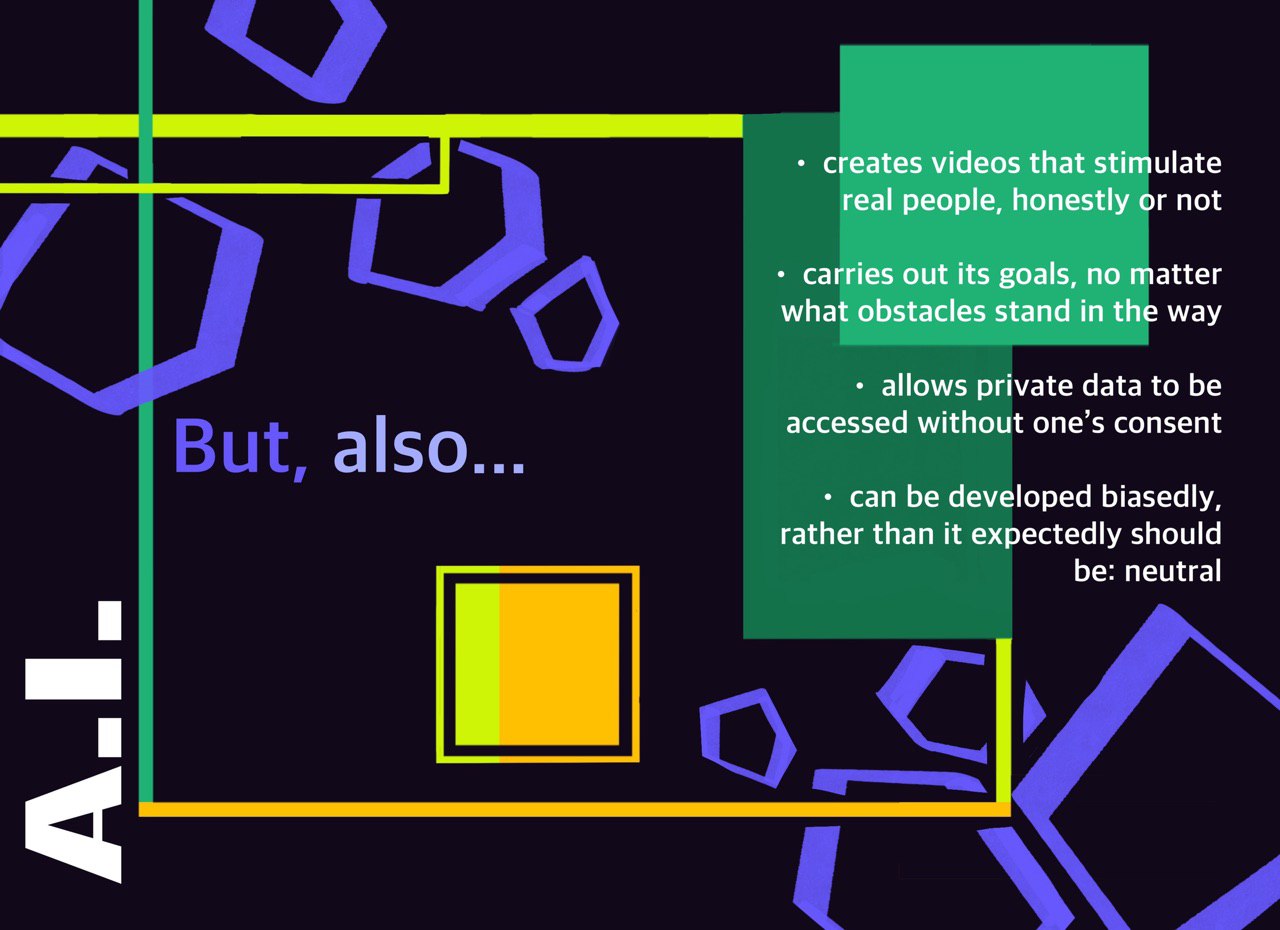 A.I.
But, also...
• creates videos that stimulate
real people, honestly or not
• carries out its goals, no matter
what obstacles stand in the way
• allows private data to be
accessed without one’s consent
• can be developed biasedly,
rather than it expectedly should
be: neutral